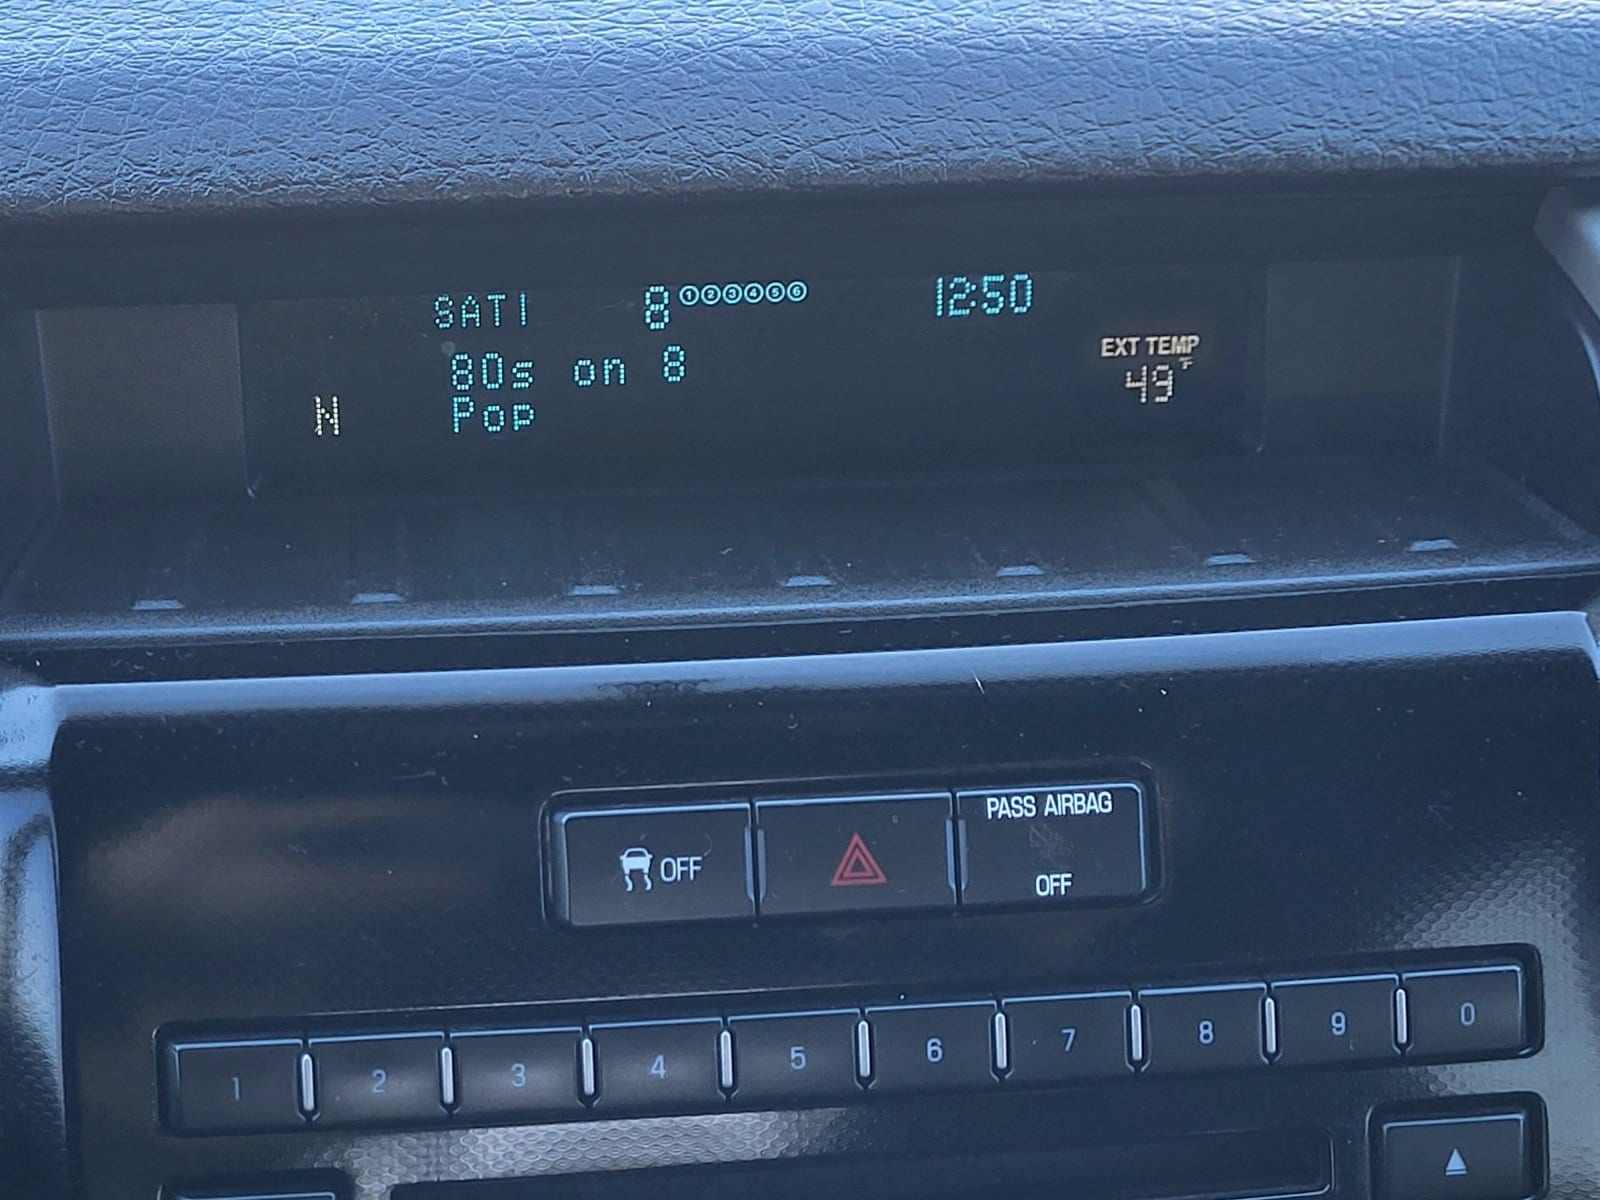 SAT1 8 ①②③④⑤⑥ 12:50
80s on 8
Pop
N
EXT TEMP
49°F
OFF
PASS AIRBAG
OFF
1 2 3 4 5 6 7 8 9 0